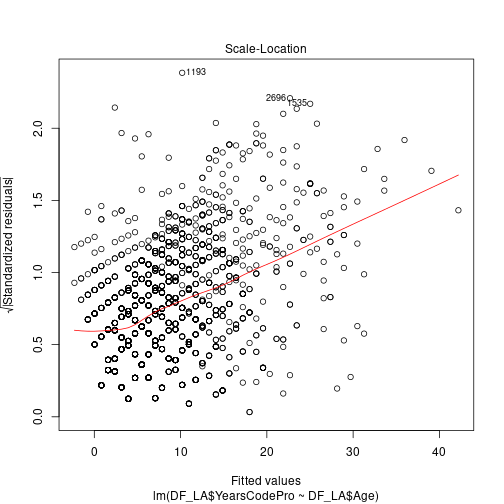 Scale-Location
√|Standardized residuals|
2.0
1.5
1.0
0.5
0.0
1193
2696
1535
0 10 20 30 40
Fitted values
lm(DF_LA$YearsCodePro ~ DF_LA$Age)